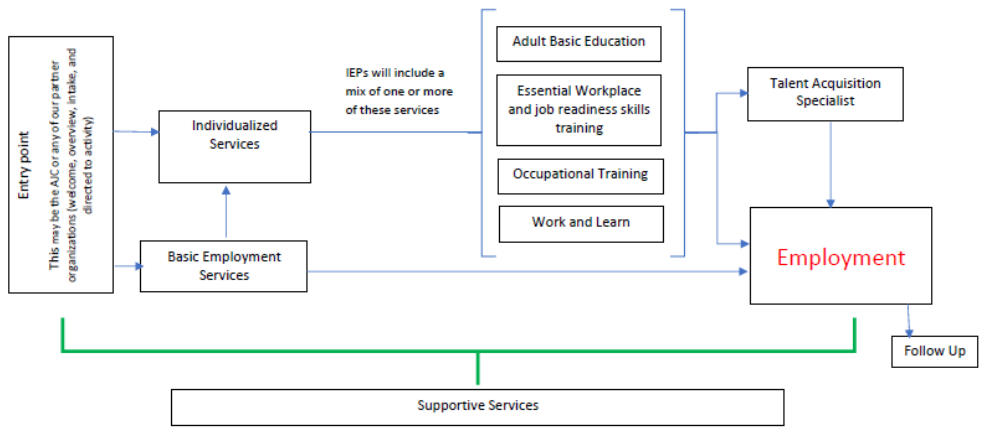 Entry point
This may be the AJC or any of our partner
organizations (welcome, overview, intake, and
directed to activity)
Individualized
Services
Basic Employment
Services
IEPs will include a
mix of one or more
of these services
Adult Basic Education
Essential Workplace
and job readiness skills
training
Occupational Training
Work and Learn
Talent Acquisition
Specialist
Employment
Follow Up
Supportive Services